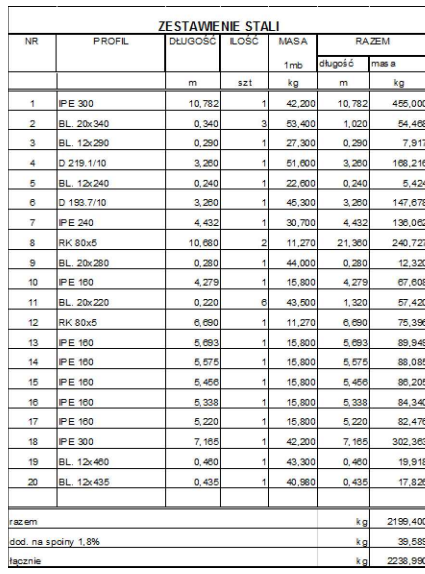 ZESTAWIENIE STALI
NR PROFIL DŁUGOŚĆ ILOŚĆ MASA RAZEM
1mb długość masa
m szt kg m kg
1 IPE 300 10,782 1 42,200 10,782 455,000
2 BL. 20x340 0,340 3 53,400 1,020 54,468
3 BL. 12x290 0,290 1 27,300 0,290 7,917
4 D 219.1/10 3,260 1 51,600 3,260 168,216
5 BL. 12x240 0,240 1 22,600 0,240 5,424
6 D 193.7/10 3,260 1 45,300 3,260 147,678
7 IPE 240 4,432 1 30,700 4,432 136,062
8 RK 80x5 10,680 2 11,270 21,360 240,727
9 BL. 20x280 0,280 1 44,000 0,280 12,320
10 IPE 160 4,279 1 15,800 4,279 67,608
11 BL. 20x220 0,220 6 43,500 1,320 57,420
12 RK 80x5 6,690 1 11,270 6,690 75,396
13 IPE 160 5,693 1 15,800 5,693 89,949
14 IPE 160 5,575 1 15,800 5,575 88,085
15 IPE 160 5,456 1 15,800 5,456 86,205
16 IPE 160 5,338 1 15,800 5,338 84,340
17 IPE 160 5,220 1 15,800 5,220 82,476
18 IPE 300 7,165 1 42,200 7,165 302,363
19 BL. 12x460 0,460 1 43,300 0,460 19,918
20 BL. 12x435 0,435 1 40,980 0,435 17,826
razem kg 2199,400
dod. na spoiny 1,8% kg 39,589
łącznie kg 2238,990